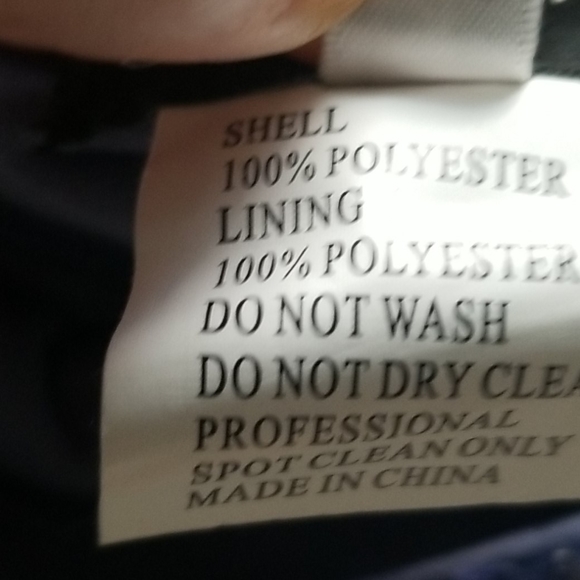 SHELL
100% POLYESTER
LINING
100% POLYESTER
DO NOT WASH
DO NOT DRY CLEA
PROFESSIONAL
SPOT CLEAN ONLY
MADE IN CHINA